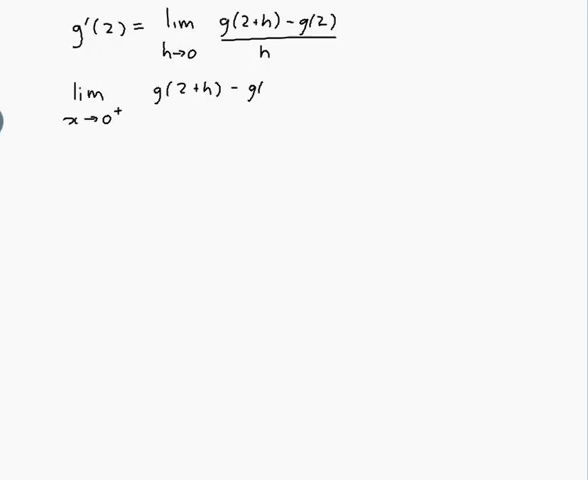 g'(2) = lim h→0 g(2+h) - g(2) / h
lim x→0⁺ g(2+h) - g(